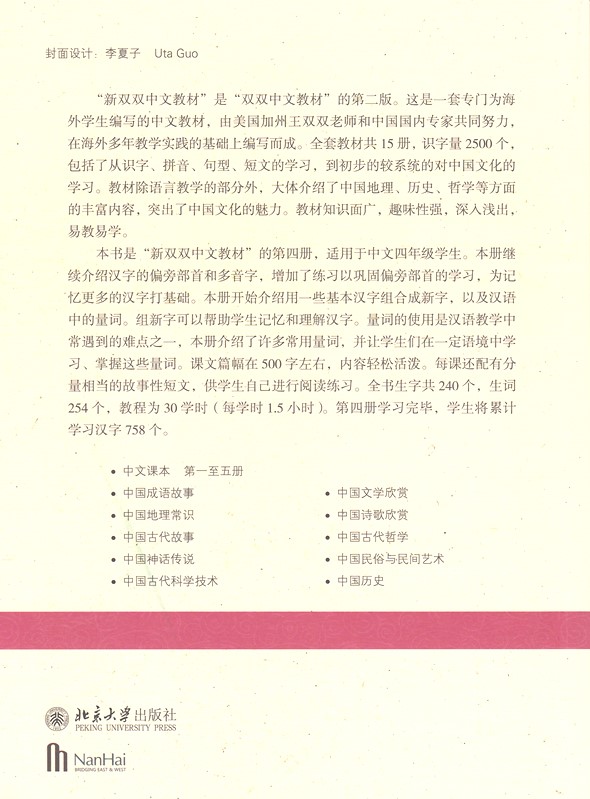 封面设计：李夏子 Uta Guo
“新双双中文教材”是“双双中文教材”的第二版。这是一套专门为海
外学生编写的中文教材，由美国加州王双双老师和中国国内专家共同努力，
在海外多年教学实践的基础上编写而成。全套教材共 15 册，识字量 2500 个，
包括了从识字、拼音、句型、短文的学习，到初步的较系统的对中国文化的
学习。教材除语言教学的部分外，大体介绍了中国地理、历史、哲学等方面
的丰富内容，突出了中国文化的魅力。教材知识面广，趣味性强，深入浅出，
易教易学。
本书是“新双双中文教材”的第四册，适用于中文四年级学生。本册继
续介绍汉字的偏旁部首和多音字，增加了练习以巩固偏旁部首的学习，为记
忆更多的汉字打基础。本册开始介绍用一些基本汉字组合成新字，以及汉语
中的量词。组新字可以帮助学生记忆和理解汉字。量词的使用是汉语教学中
常遇到的难点之一，本册介绍了许多常用量词，并让学生们在一定语境中学
习、掌握这些量词。课文篇幅在 500 字左右，内容轻松活泼。每课还配有分
量相当的故事性短文，供学生自己进行阅读练习。全书生字共 240 个，生词
254 个，教程为 30 学时（每学时 1.5 小时）。第四册学习完毕，学生将累计
学习汉字 758 个。
• 中文课本 第一至五册
• 中国成语故事
• 中国文学欣赏
• 中国地理常识
• 中国诗歌欣赏
• 中国古代故事
• 中国古代哲学
• 中国神话传说
• 中国民俗与民间艺术
• 中国古代科学技术
• 中国历史
北京大学出版社
PEKING UNIVERSITY PRESS
NanHai
BRIDGING EAST & WEST